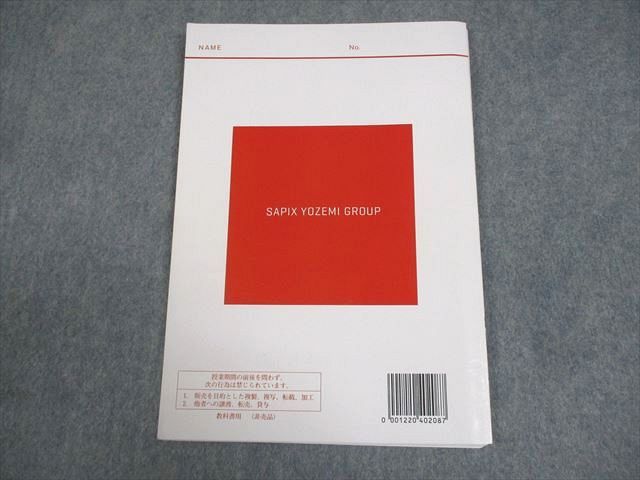 NAME No.
SAPIX YOZEMI GROUP
授業期間の前後を問わず、
次の行為は禁じられています。
1. 販売を目的とした複製、複写、転載、加工
2. 他者への譲渡、転売、貸与
教科書用 (非売品)
0 001220 402087